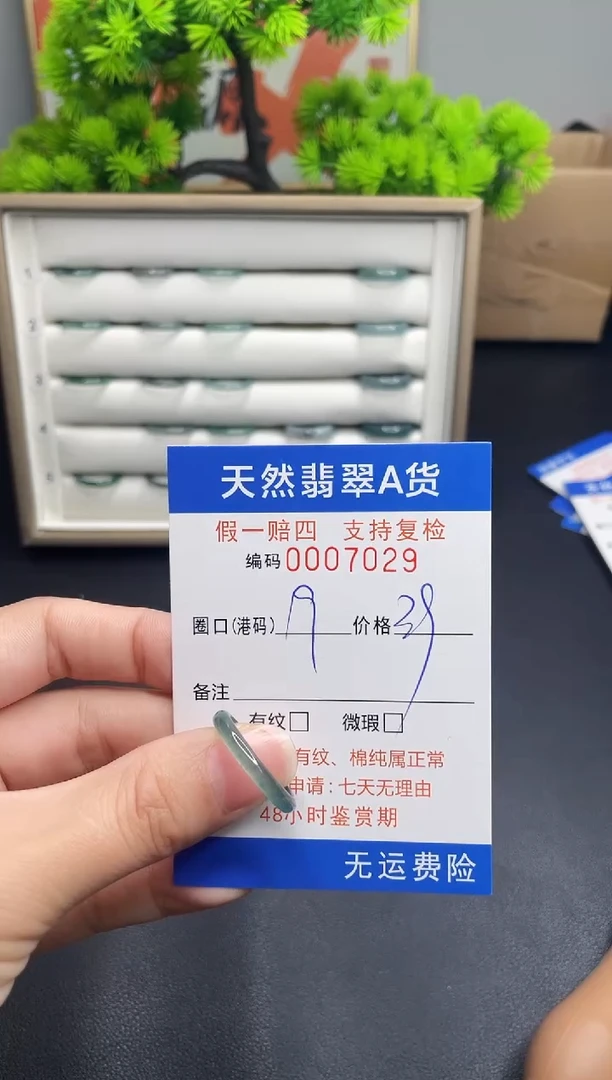 天然翡翠A货
假一赔四 支持复检
编码0007029
圈口(港码) 9 价格 39
备注
有纹□ 微瑕□
有纹、棉纯属正常
申请:七天无理由
48小时鉴赏期
无运费险